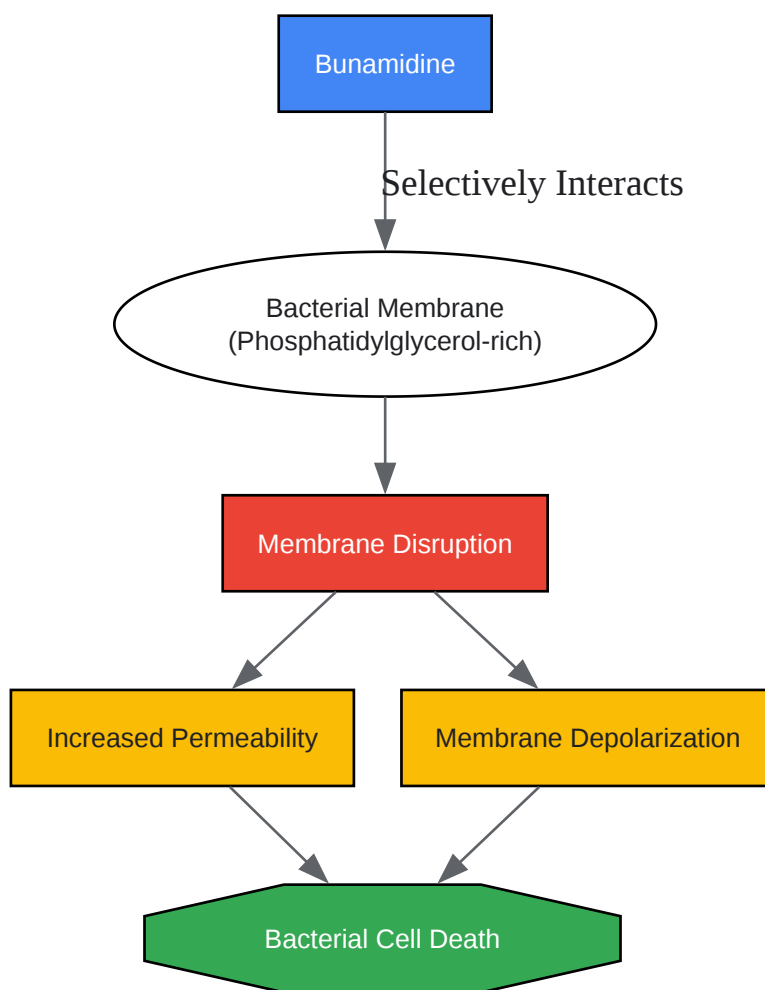 Bunamidine
Selectively Interacts
Bacterial Membrane
(Phosphatidylglycerol-rich)
Membrane Disruption
Increased Permeability
Membrane Depolarization
Bacterial Cell Death